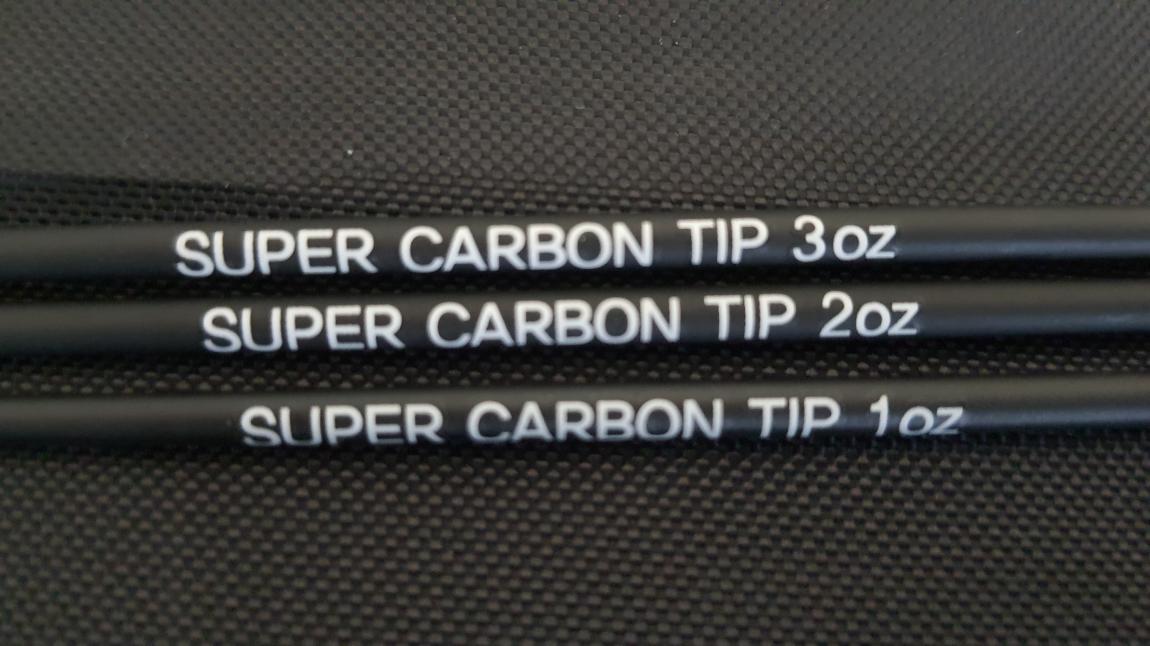 SUPER CARBON TIP 3oz
SUPER CARBON TIP 2oz
SUPER CARBON TIP 1oz